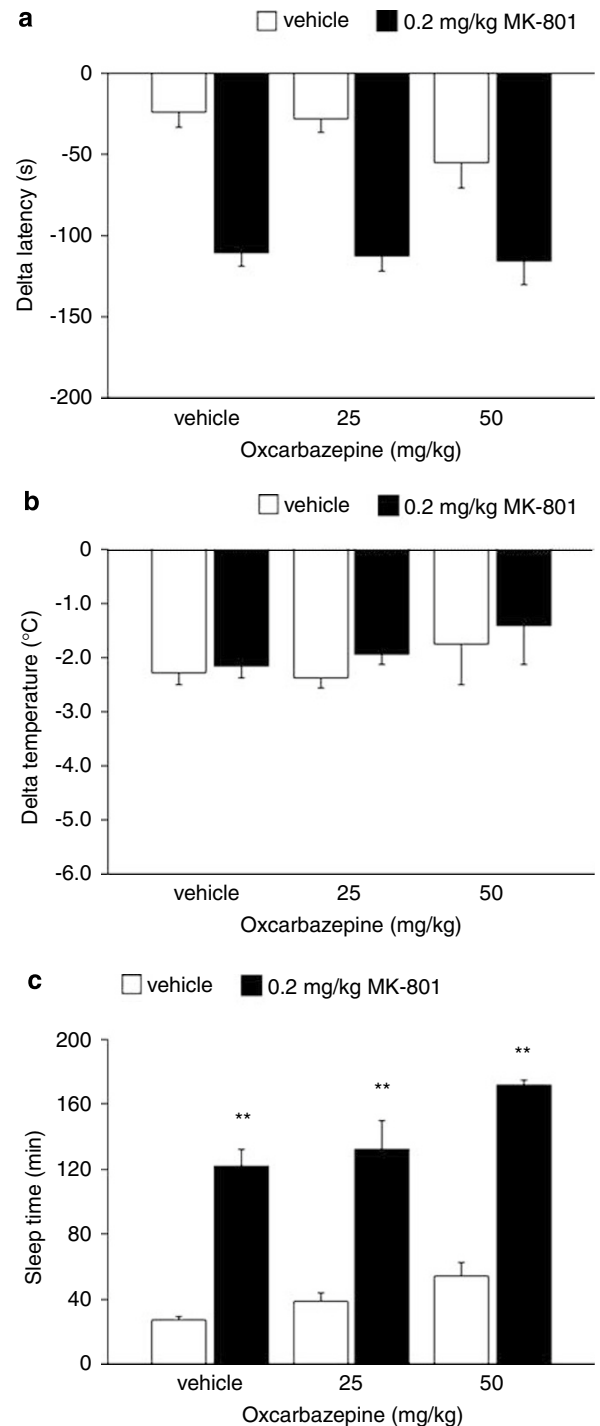 a
vehicle 0.2 mg/kg MK-801
Delta latency (s)
0
-50
-100
-150
-200
vehicle 25 50
Oxcarbazepine (mg/kg)
b
vehicle 0.2 mg/kg MK-801
Delta temperature (°C)
0
-1.0
-2.0
-3.0
-4.0
-5.0
-6.0
vehicle 25 50
Oxcarbazepine (mg/kg)
c
vehicle 0.2 mg/kg MK-801
Sleep time (min)
200
160
120
80
40
0
** ** **
vehicle 25 50
Oxcarbazepine (mg/kg)